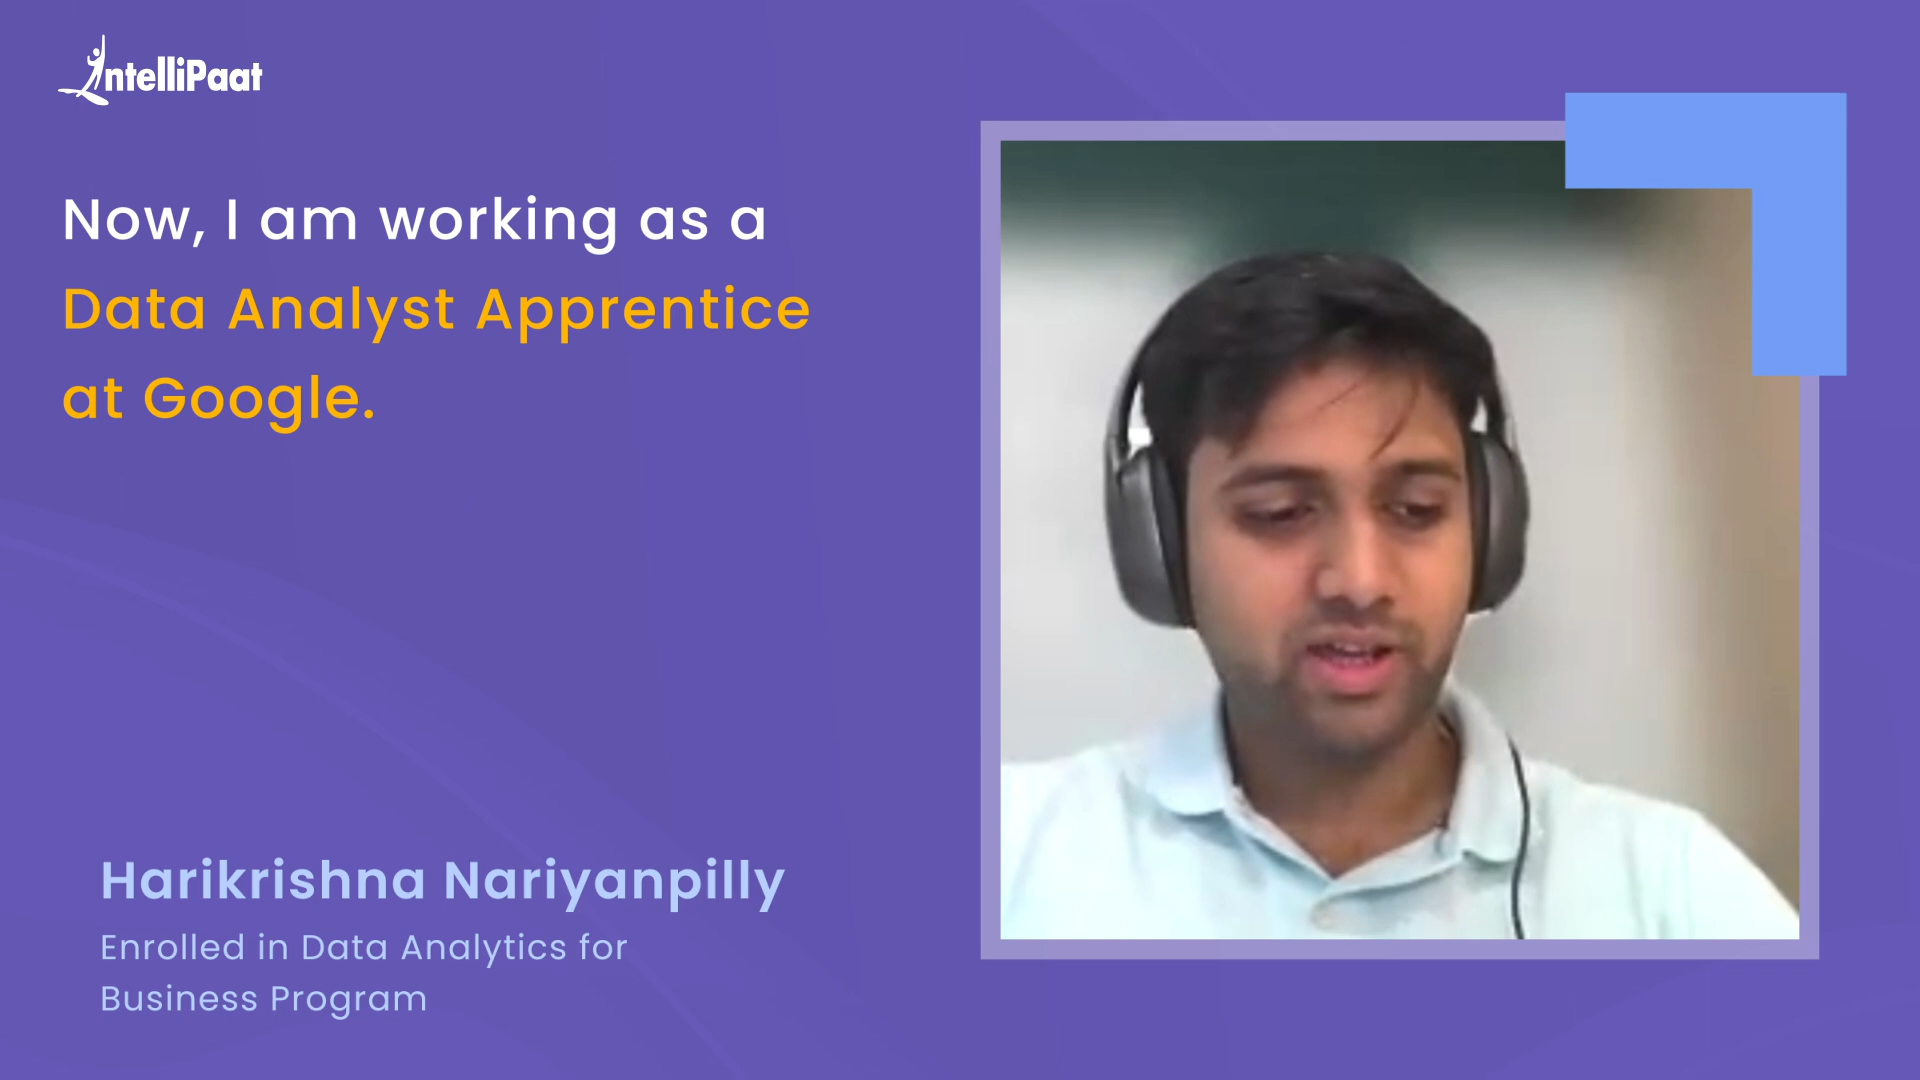 IntelliPaat
Now, I am working as a
Data Analyst Apprentice
at Google.
Harikrishna Nariyanpilly
Enrolled in Data Analytics for
Business Program